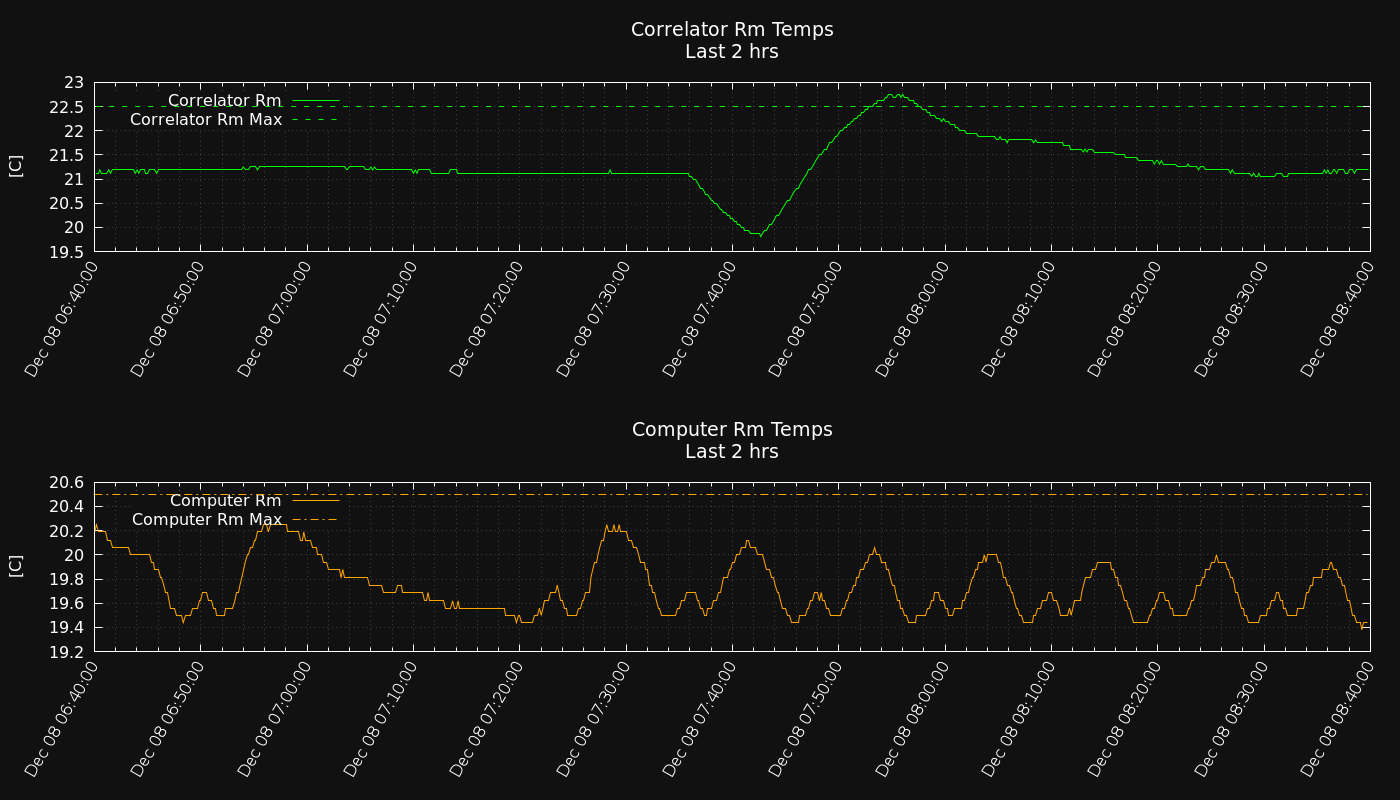 Correlator Rm Temps
Last 2 hrs
[C]
23
22.5
22
21.5
21
20.5
20
19.5
Correlator Rm
Correlator Rm Max
Dec 08 06:40:00
Dec 08 06:50:00
Dec 08 07:00:00
Dec 08 07:10:00
Dec 08 07:20:00
Dec 08 07:30:00
Dec 08 07:40:00
Dec 08 07:50:00
Dec 08 08:00:00
Dec 08 08:10:00
Dec 08 08:20:00
Dec 08 08:30:00
Dec 08 08:40:00
Computer Rm Temps
Last 2 hrs
[C]
20.6
20.4
20.2
20
19.8
19.6
19.4
19.2
Computer Rm
Computer Rm Max
Dec 08 06:40:00
Dec 08 06:50:00
Dec 08 07:00:00
Dec 08 07:10:00
Dec 08 07:20:00
Dec 08 07:30:00
Dec 08 07:40:00
Dec 08 07:50:00
Dec 08 08:00:00
Dec 08 08:10:00
Dec 08 08:20:00
Dec 08 08:30:00
Dec 08 08:40:00